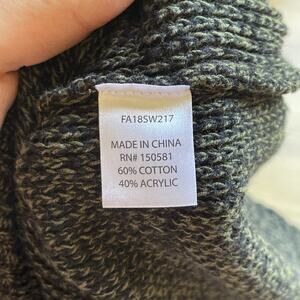 FA18SW217
MADE IN CHINA
RN# 150581
60% COTTON
40% ACRYLIC